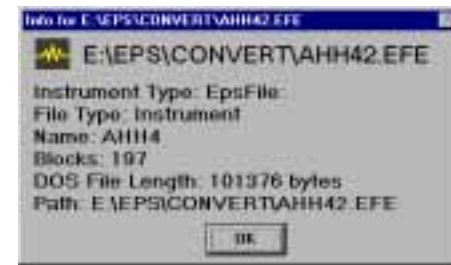 Info for E:\EPS\CONVERT\AHH42.EFE
E:\EPS\CONVERT\AHH42.EFE
Instrument Type: EpsFile:
File Type: Instrument
Name: AHH4
Blocks: 197
DOS File Length: 101376 bytes
Path: E:\EPS\CONVERT\AHH42.EFE
OK